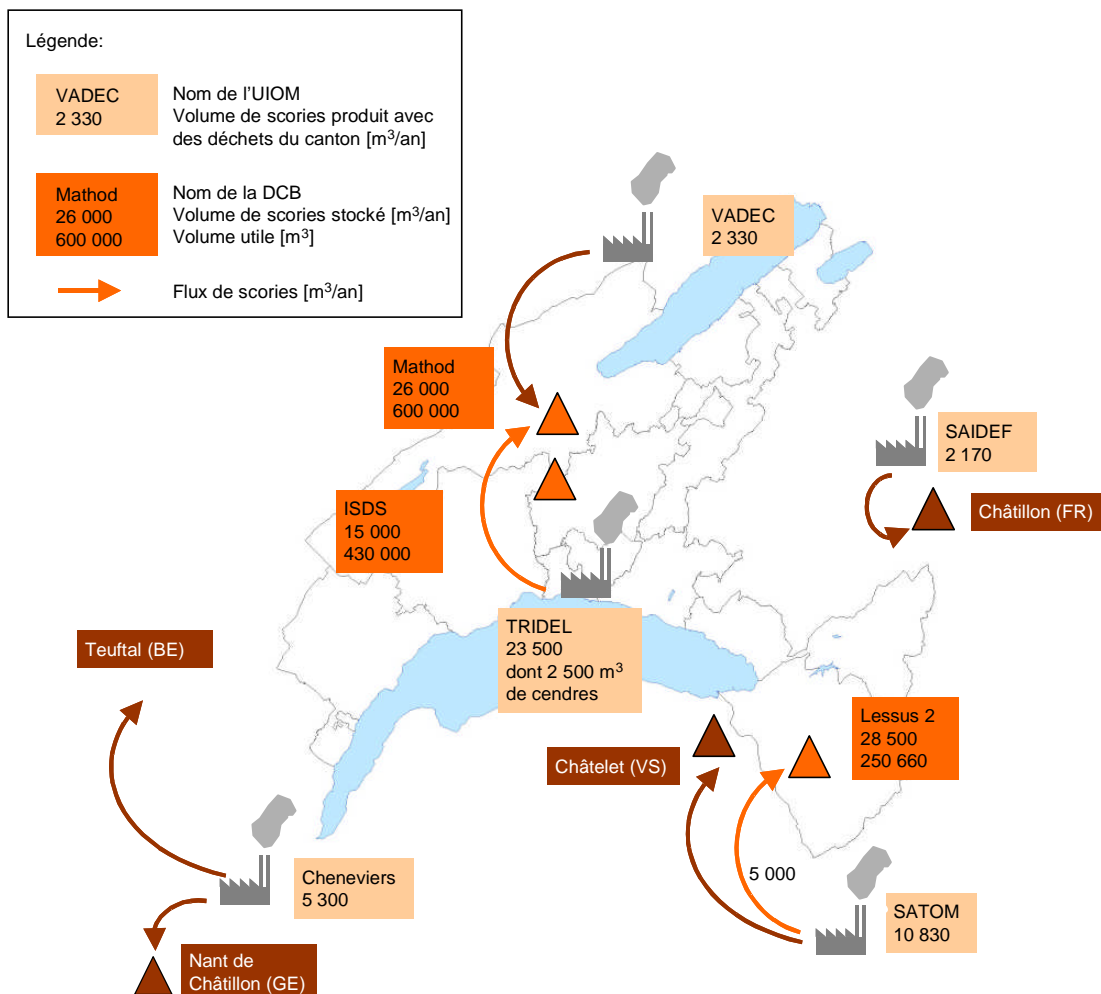 Légende:
VADEC
2 330
Nom de l'UIOM
Volume de scories produit avec
des déchets du canton [m³/an]
Mathod
26 000
600 000
Nom de la DCB
Volume de scories stocké [m³/an]
Volume utile [m³]
Flux de scories [m³/an]
VADEC
2 330
Mathod
26 000
600 000
SAIDEF
2 170
ISDS
15 000
430 000
Châtillon (FR)
TRIDEL
23 500
dont 2 500 m³
de cendres
Teuftal (BE)
Lessus 2
28 500
250 660
Châtelet (VS)
5 000
Cheneviers
5 300
SATOM
10 830
Nant de
Châtillon (GE)